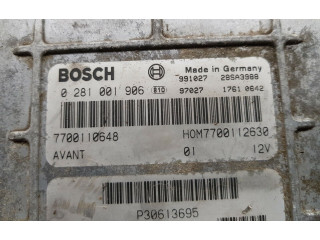 BOSCH
Made in Germany
991027 28SA3988
0 281 001 906 B10 97027 1761 0642
7700110648 HOM7700112630
AVANT 01 12V
P30613695